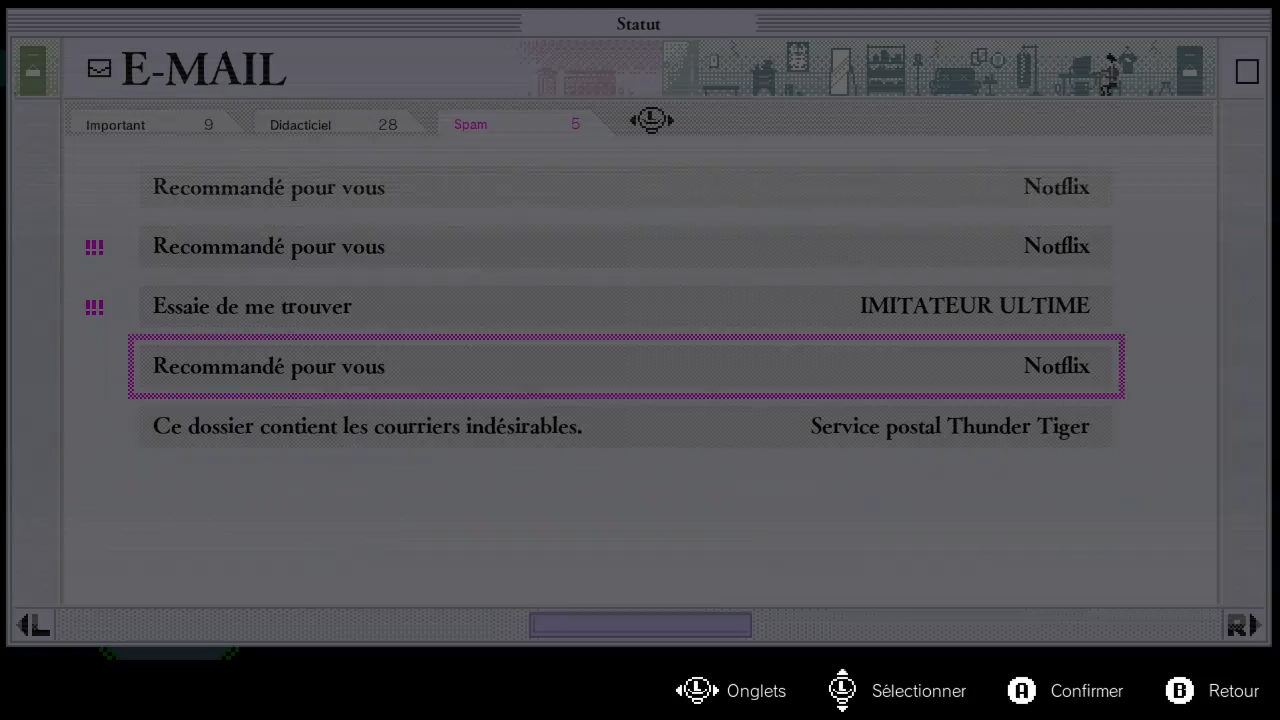 Statut
E-MAIL
Important 9 Didacticiel 28 Spam 5 L
Recommandé pour vous Notflix
!!! Recommandé pour vous Notflix
!!! Essaie de me trouver IMITATEUR ULTIME
Recommandé pour vous Notflix
Ce dossier contient les courriers indésirables. Service postal Thunder Tiger
L R
L Onglets L Sélectionner A Confirmer B Retour